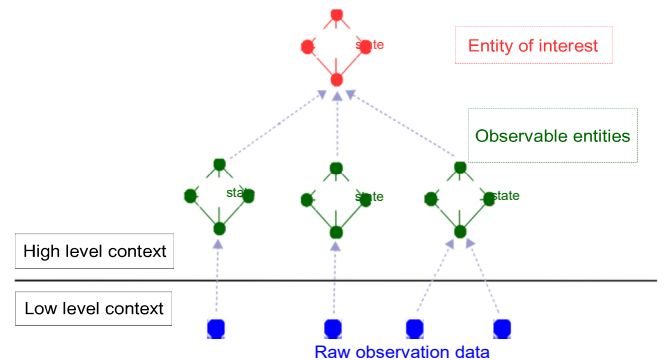 state
Entity of interest
Observable entities
state
state
state
High level context
Low level context
Raw observation data